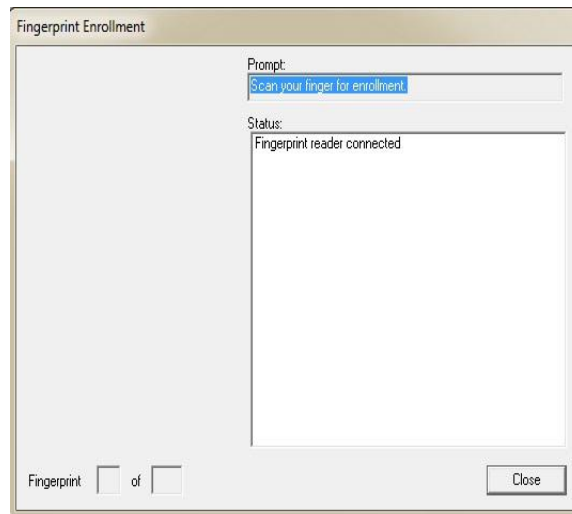 Fingerprint Enrollment
Prompt:
Scan your finger for enrollment.
Status:
Fingerprint reader connected
Fingerprint of
Close